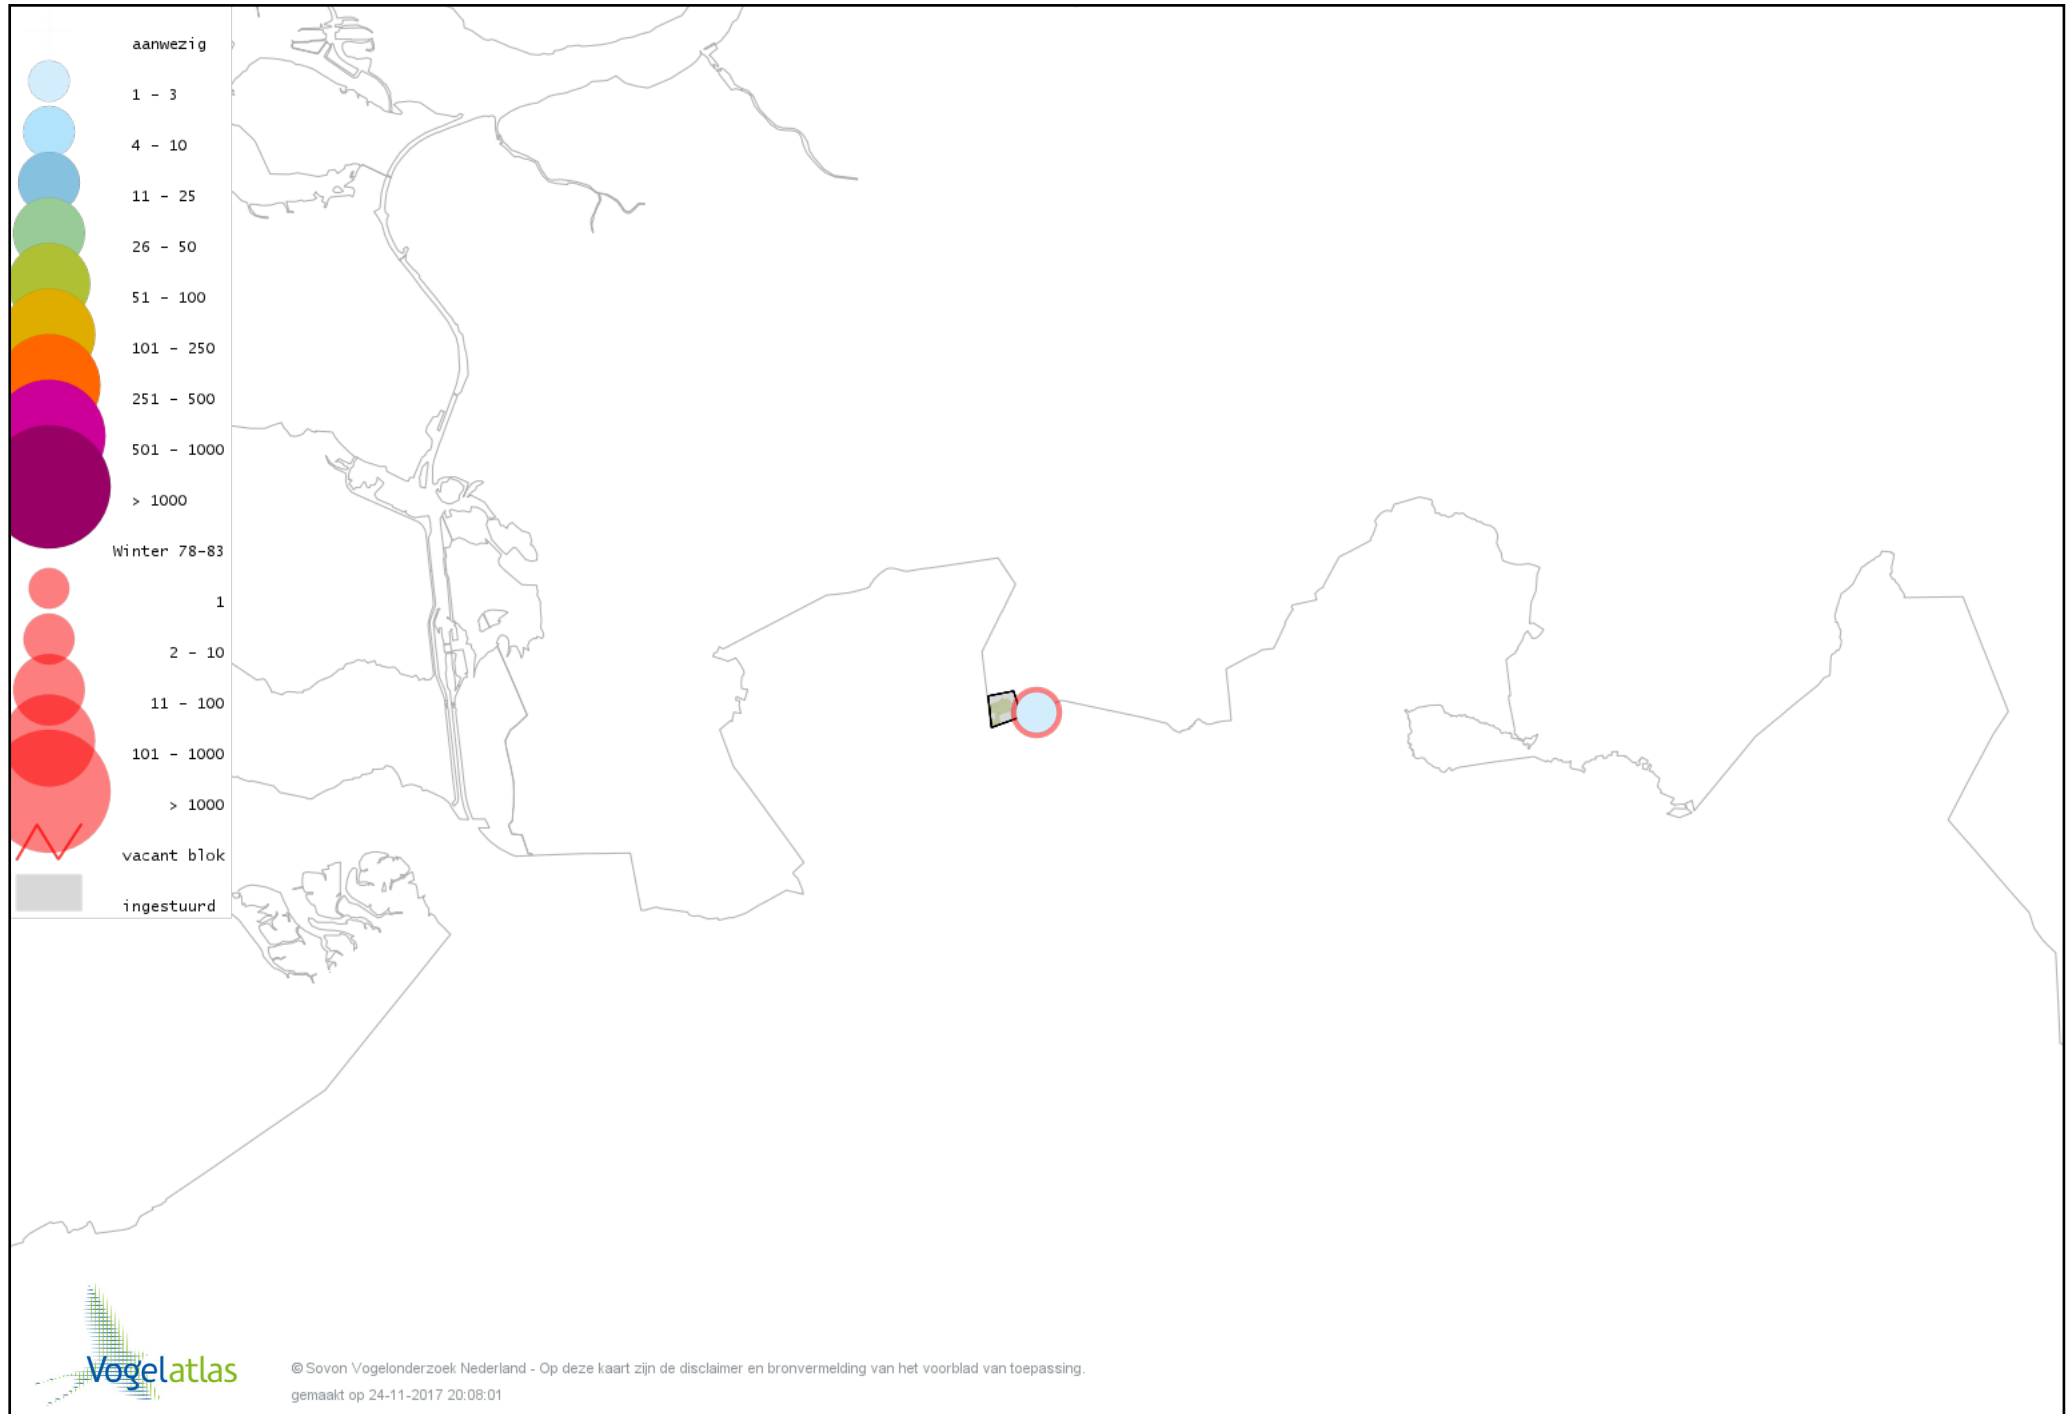 aanwezig
1 - 3
4 - 10
11 - 25
26 - 50
51 - 100
101 - 250
251 - 500
501 - 1000
> 1000
Winter 78-83
1
2 - 10
11 - 100
101 - 1000
> 1000
vacant blok
ingestuurd
Vogelatlas
© Sovon Vogelonderzoek Nederland - Op deze kaart zijn de disclaimer en bronvermelding van het voorblad van toepassing.
gemaakt op 24-11-2017 20:08:01